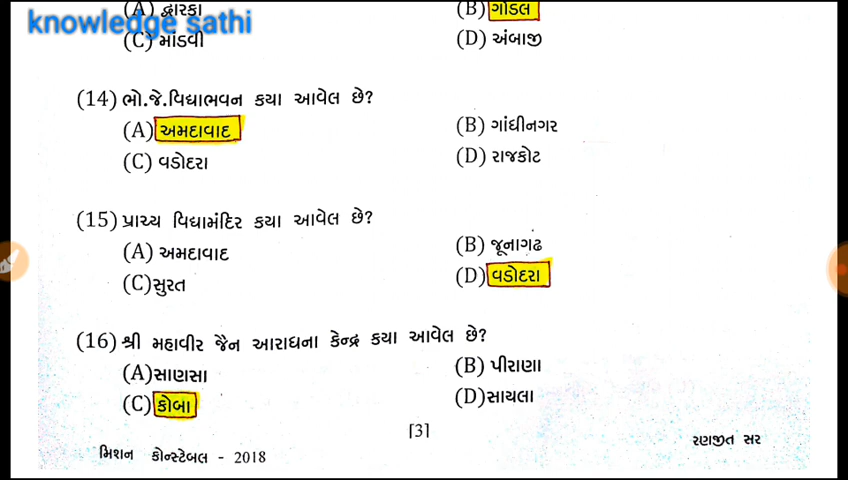 (A) દ્વારકા (B) ગોંડલ
knowledge sathi
(C) માંડવી (D) અંબાજી
(14) ભો.જે.વિદ્યાભવન કયા આવેલ છે?
(A) અમદાવાદ (B) ગાંધીનગર
(C) વડોદરા (D) રાજકોટ
(15) પ્રાચ્ય વિદ્યામંદિર કયા આવેલ છે?
(A) અમદાવાદ (B) જૂનાગઢ
(C)સુરત (D) વડોદરા
(16) શ્રી મહાવીર જૈન આરાધના કેન્દ્ર કયા આવેલ છે?
(A)સાણસા (B) પીરાણા
(C) કોબા (D)સાયલા
[3]
મિશન કોન્સ્ટેબલ - 2018 રણજીત સર